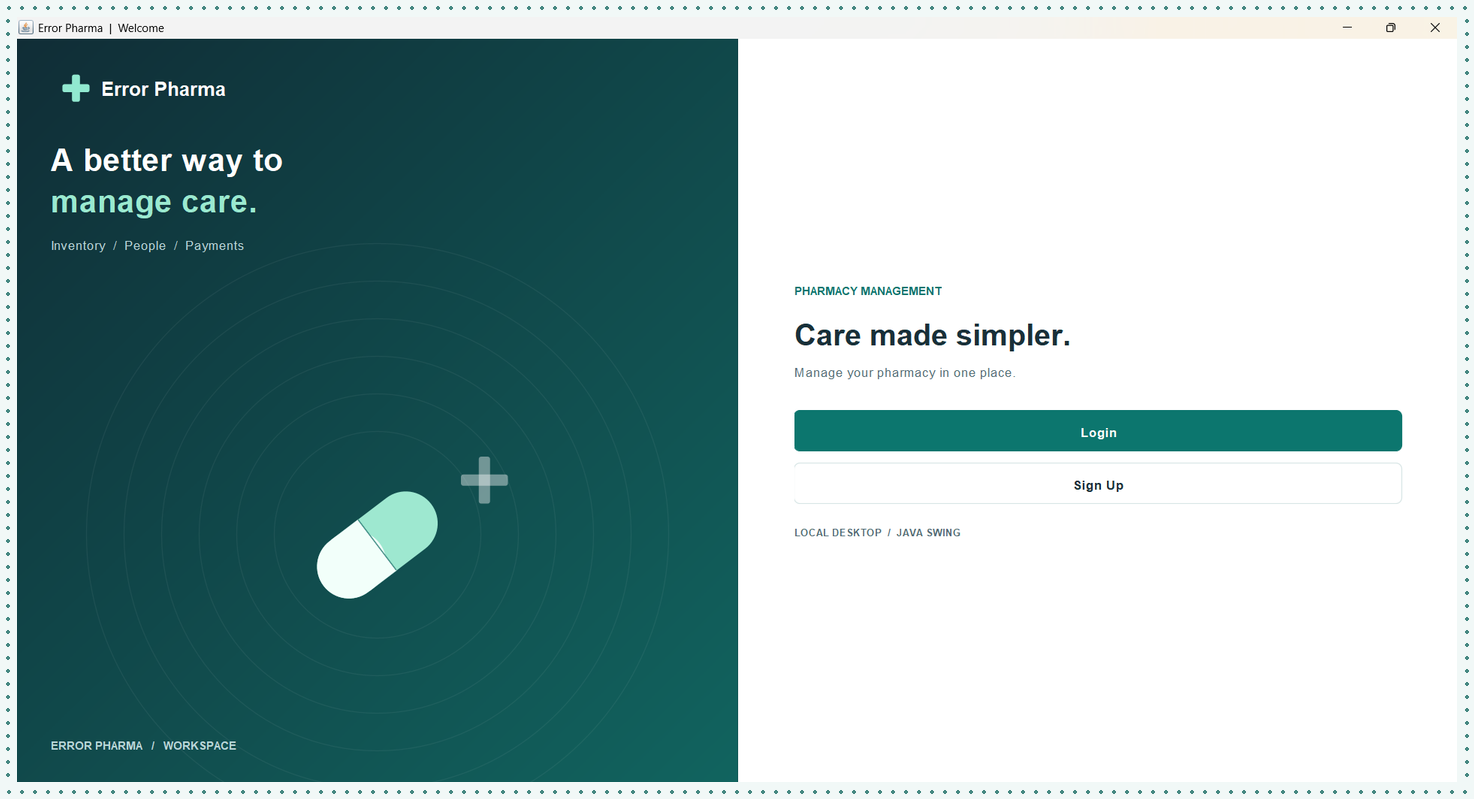 Error Pharma | Welcome
Error Pharma
A better way to
manage care.
Inventory / People / Payments
ERROR PHARMA / WORKSPACE
PHARMACY MANAGEMENT
Care made simpler.
Manage your pharmacy in one place.
Login
Sign Up
LOCAL DESKTOP / JAVA SWING